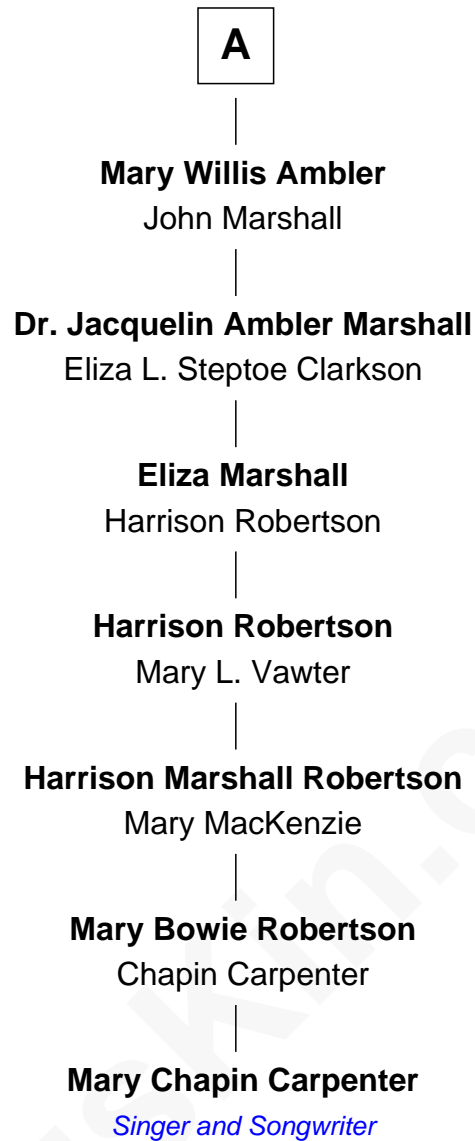 A
Mary Willis Ambler
John Marshall
Dr. Jacquelin Ambler Marshall
Eliza L. Steptoe Clarkson
Eliza Marshall
Harrison Robertson
Harrison Robertson
Mary L. Vawter
Harrison Marshall Robertson
Mary MacKenzie
Mary Bowie Robertson
Chapin Carpenter
Mary Chapin Carpenter
Singer and Songwriter